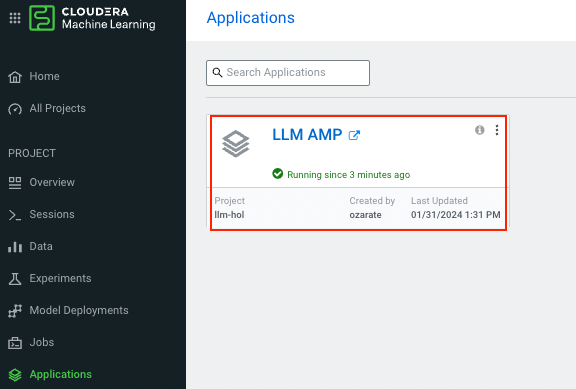 CLOUDERA
Machine Learning
Home
All Projects
PROJECT
Overview
Sessions
Data
Experiments
Model Deployments
Jobs
Applications
Applications
Search Applications
LLM AMP
Running since 3 minutes ago
Project Created by Last Updated
llm-hol ozarate 01/31/2024 1:31 PM